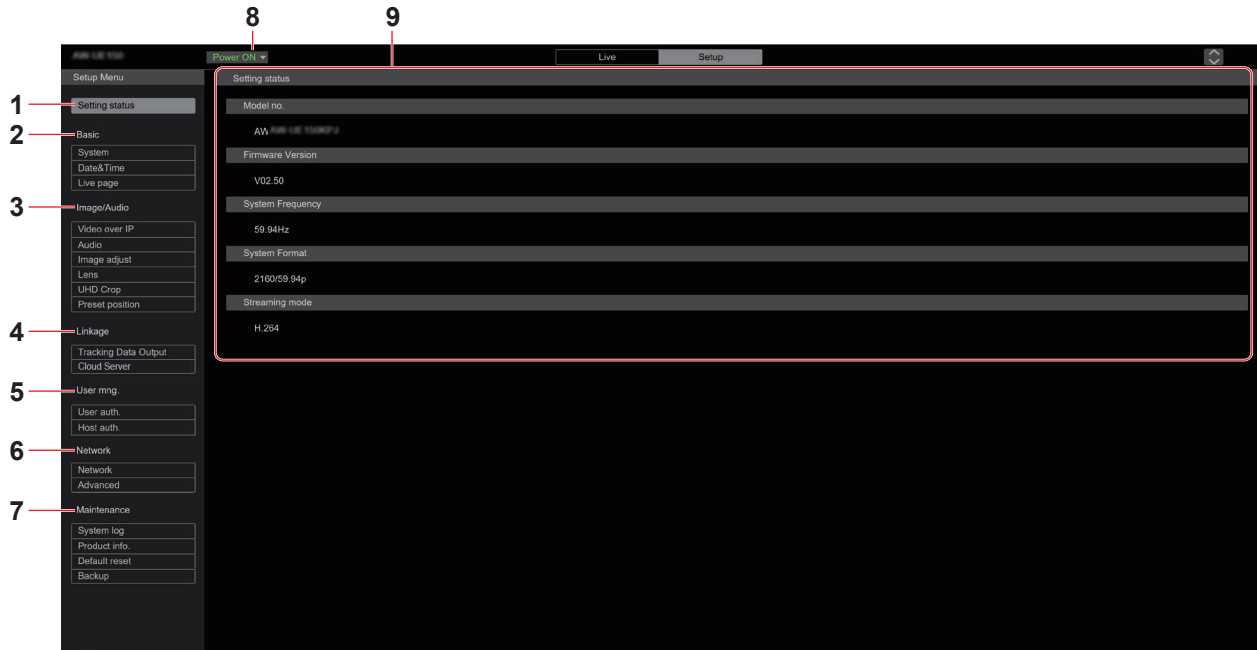 8 9
AW-UE150 Power ON Live Setup
Setup Menu
Setting status
1 Setting status
Model no.
2 Basic
AW AW-UE150KPJ
System
Firmware Version
Date&Time
Live page
V02.50
3 Image/Audio
System Frequency
Video over IP
59.94Hz
Audio
System Format
Image adjust
Lens
2160/59.94p
UHD Crop
Preset position
Streaming mode
4 Linkage
H.264
Tracking Data Output
Cloud Server
5 User mng.
User auth.
Host auth.
6 Network
Network
Advanced
7 Maintenance
System log
Product info.
Default reset
Backup